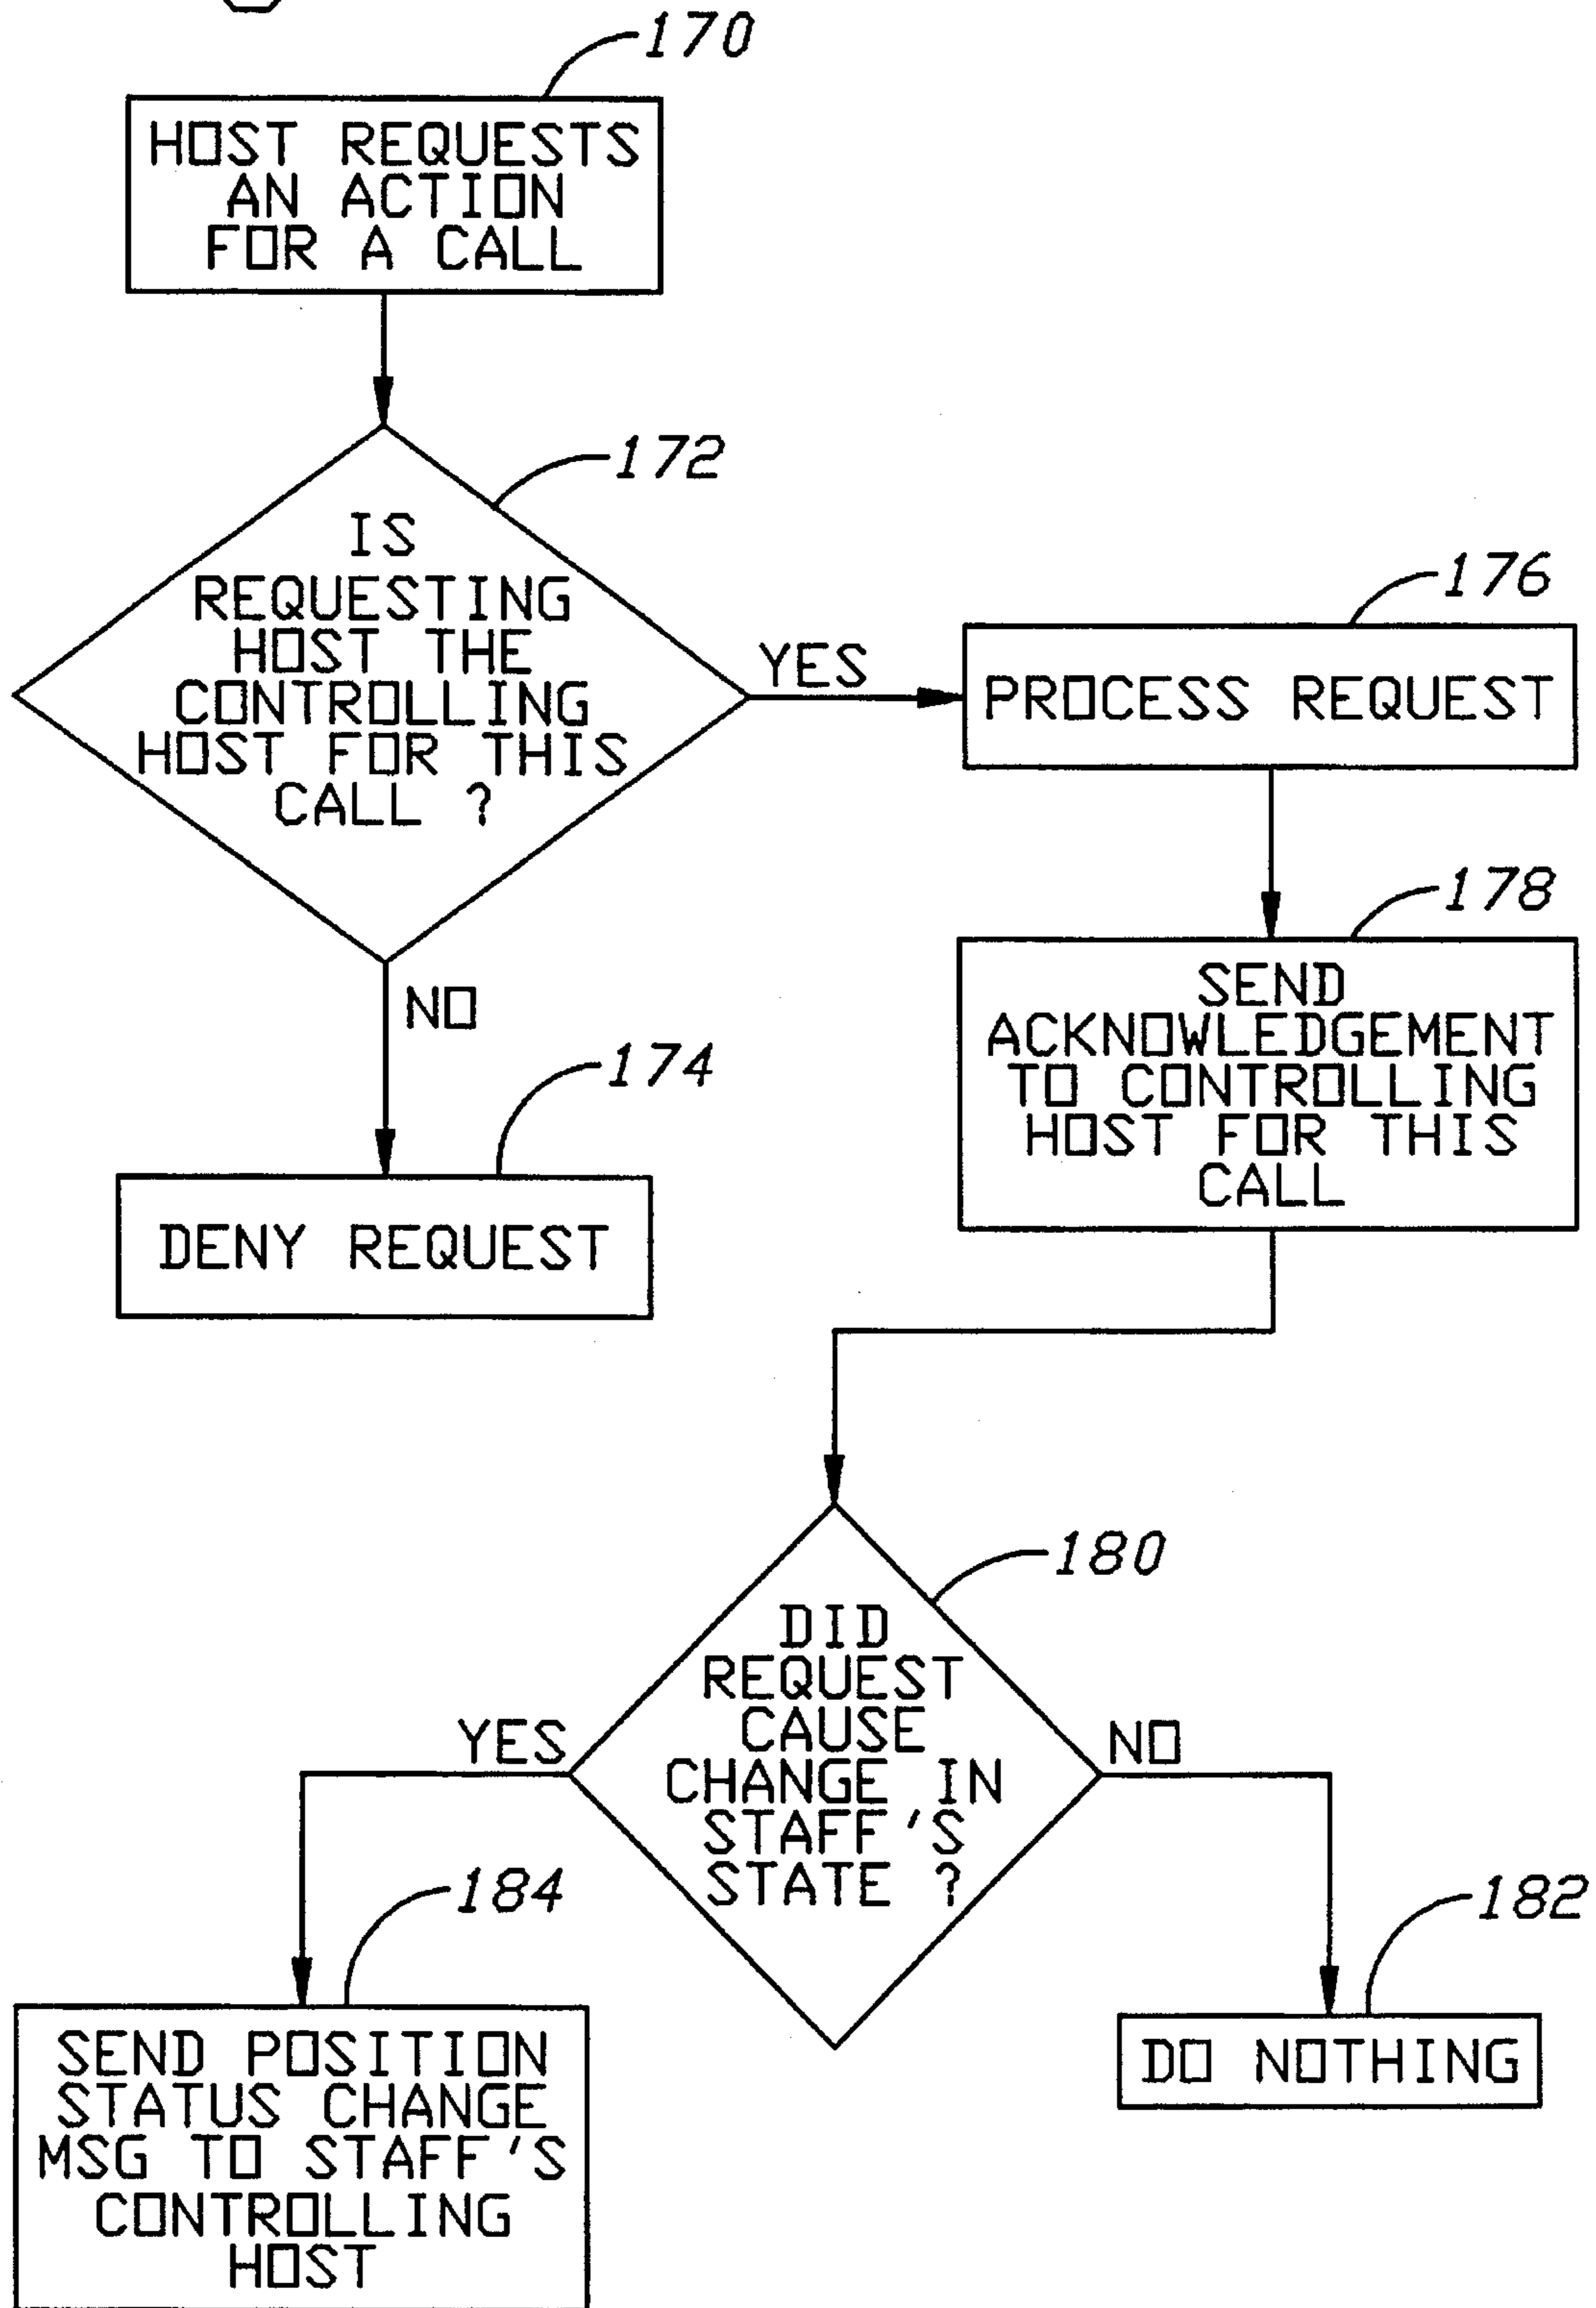 170
HOST REQUESTS
AN ACTION
FOR A CALL
172
IS
REQUESTING
HOST THE
CONTROLLING
HOST FOR THIS
CALL ?
YES
176
PROCESS REQUEST
178
SEND
ACKNOWLEDGEMENT
TO CONTROLLING
HOST FOR THIS
CALL
NO
174
DENY REQUEST
180
DID
REQUEST
CAUSE
CHANGE IN
STAFF'S
STATE ?
YES
NO
184
SEND POSITION
STATUS CHANGE
MSG TO STAFF'S
CONTROLLING
HOST
182
DO NOTHING